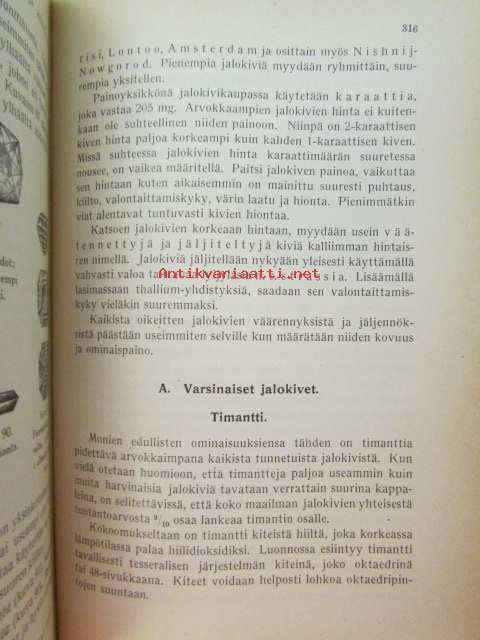 316
risi, Lontoo, Amsterdam ja osittain myös Nishnij-
Nowgorod. Pienempia jalokiviä myydään ryhmittäin, suu-
rempia yksitellen.
Painoyksikkönä jalokivikaupassa käytetään karaattia,
joka vastaa 205 mg. Arvokkaampien jalokivien hinta ei kuiten-
kaan ole suhteellinen niiden painoon. Niinpä on 2-karaattisen
kiven hinta paljoa korkeampi kuin kahden 1-karaattisen kiven.
Missä suhteessa jalokivien hinta karaattimäärän suuretessa
nousee, on vaikea määritellä. Paitsi jalokiven painoa, vaikuttaa
sen hintaan kuten aikaisemmin on mainittu suuresti puhtaus,
kiilto, valontaittamiskyky, värin laatu ja hionta. Pienimmätkin
viat alentavat tuntuvasti kivien hiontaa.
Katsoen jalokivien korkeaan hintaan, myydään usein vää-
tennettyjä ja jäljiteltyjä kiviä kalliimman hintais-
ten nimellä. Jalokiviä jäljitellään nykyään yleisesti käyttämällä
vahvasti valoa
Antikvariaatti.net
Lisäämällä
lasimassaan thallium-yhdistyksiä, saadaan sen valontaittamis-
kyky vieläkin suuremmaksi.
Kaikista oikeitten jalokivien väärennyksistä ja jäljennök-
sistä päästään useimmiten selville kun määrätään niiden kovuus
ja ominaispaino.
A. Varsinaiset jalokivet.
Timantti.
Monien edullisten ominaisuuksiensa tähden on timanttia
pidettävä arvokkaimpana kaikista tunnetuista jalokivistä. Kun
vielä otetaan huomioon, että timantteja paljoa useammin kuin
muita harvinaisia jalokiviä tavataan verrattain suurina kappa-
leina, on selitettävissä, että koko maailman jalokivien yhteisestä
tuotantoarvosta 9/10 osaa lankeaa timantin osalle.
Kokoomukseltaan on timantti kiteistä hiiltä, joka korkeassa
lämpötilassa palaa hiilidioksidiksi. Luonnossa esiintyy timantti
tavallisesti tesseralisen järjestelmän kiteinä, joko oktaedrinä
tai 48-sivukkaana. Kiteet voidaan helposti lohkoa oktaedripin-
tojen suuntaan.
90.